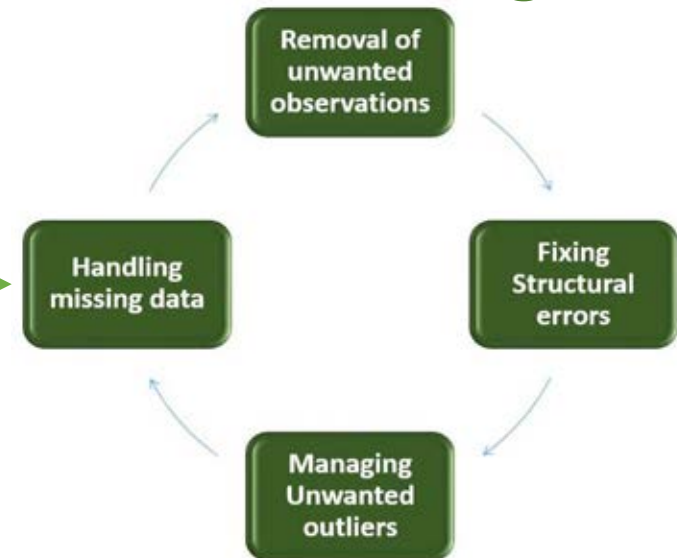 Removal of
unwanted
observations
Fixing
Structural
errors
Managing
Unwanted
outliers
Handling
missing data